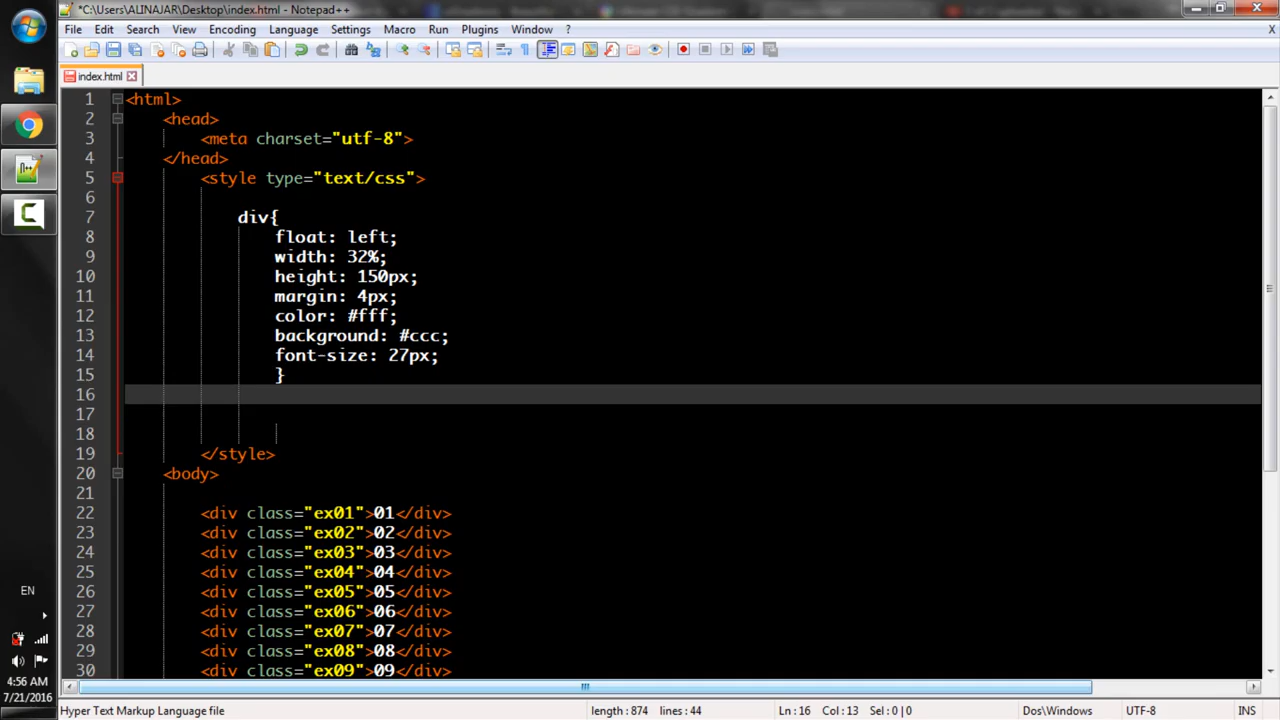 *C:\Users\ALINAJAR\Desktop\index.html - Notepad++
File Edit Search View Encoding Language Settings Macro Run Plugins Window ? X
index.html
1 <html>
2 <head>
3 <meta charset="utf-8">
4 </head>
5 <style type="text/css">
6
7 div{
8 float: left;
9 width: 32%;
10 height: 150px;
11 margin: 4px;
12 color: #fff;
13 background: #ccc;
14 font-size: 27px;
15 }
16
17
18
19 </style>
20 <body>
21
22 <div class="ex01">01</div>
23 <div class="ex02">02</div>
24 <div class="ex03">03</div>
25 <div class="ex04">04</div>
26 <div class="ex05">05</div>
27 <div class="ex06">06</div>
28 <div class="ex07">07</div>
29 <div class="ex08">08</div>
30 <div class="ex09">09</div>
EN
4:56 AM
7/21/2016
Hyper Text Markup Language file length : 874 lines : 44 Ln : 16 Col : 13 Sel : 0 | 0 Dos\Windows UTF-8 INS